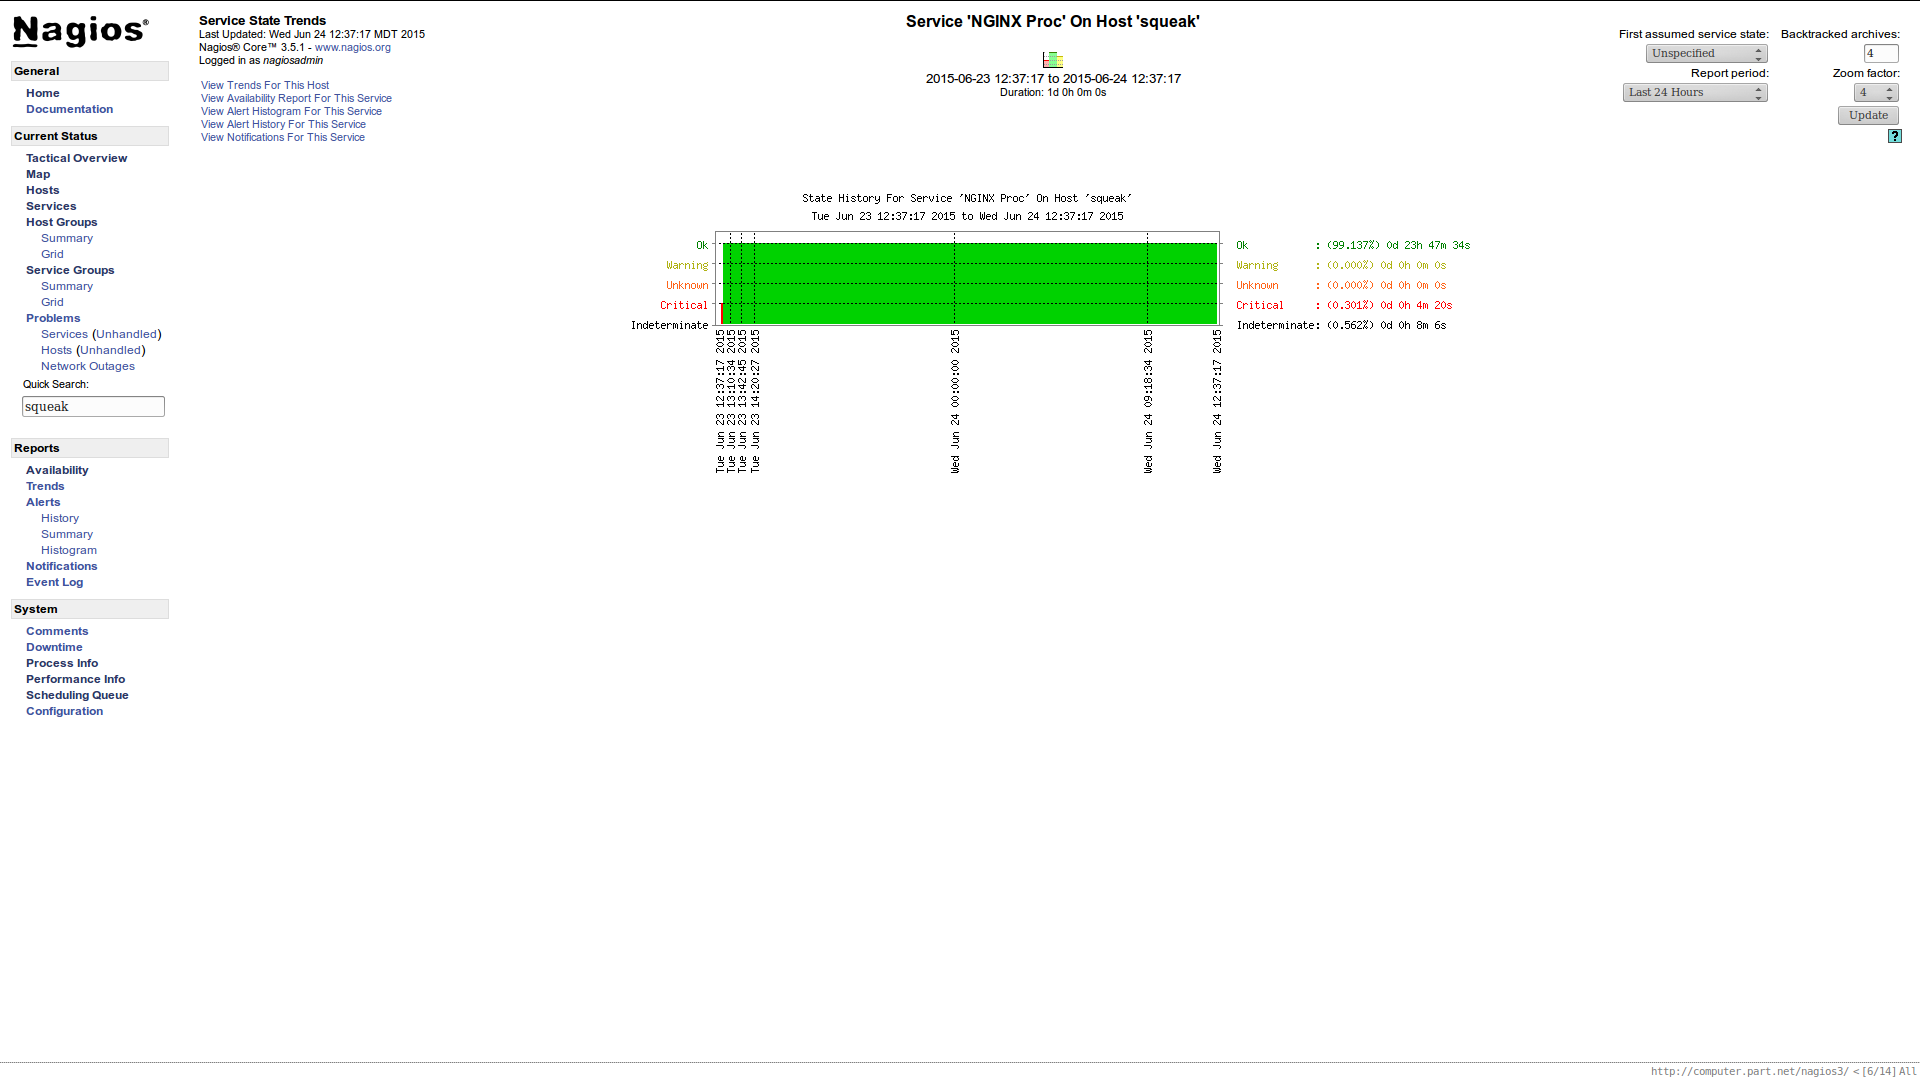 Nagios®
General
Home
Documentation
Current Status
Tactical Overview
Map
Hosts
Services
Host Groups
Summary
Grid
Service Groups
Summary
Grid
Problems
Services (Unhandled)
Hosts (Unhandled)
Network Outages
Quick Search:
squeak
Reports
Availability
Trends
Alerts
History
Summary
Histogram
Notifications
Event Log
System
Comments
Downtime
Process Info
Performance Info
Scheduling Queue
Configuration
Service State Trends
Last Updated: Wed Jun 24 12:37:17 MDT 2015
Nagios® Core™ 3.5.1 - www.nagios.org
Logged in as nagiosadmin
View Trends For This Host
View Availability Report For This Service
View Alert Histogram For This Service
View Alert History For This Service
View Notifications For This Service
Service 'NGINX Proc' On Host 'squeak'
2015-06-23 12:37:17 to 2015-06-24 12:37:17
Duration: 1d 0h 0m 0s
First assumed service state:
Backtracked archives:
Unspecified
4
Report period:
Zoom factor:
Last 24 Hours
4
Update
?
State History For Service 'NGINX Proc' On Host 'squeak'
Tue Jun 23 12:37:17 2015 to Wed Jun 24 12:37:17 2015
Ok
Warning
Unknown
Critical
Indeterminate
Ok : (99.137%) 0d 23h 47m 34s
Warning : (0.000%) 0d 0h 0m 0s
Unknown : (0.000%) 0d 0h 0m 0s
Critical : (0.301%) 0d 0h 4m 20s
Indeterminate: (0.562%) 0d 0h 8m 6s
Tue Jun 23 12:37:17 2015
Tue Jun 23 13:10:34 2015
Tue Jun 23 13:42:45 2015
Tue Jun 23 14:20:27 2015
Wed Jun 24 00:00:00 2015
Wed Jun 24 09:18:34 2015
Wed Jun 24 12:37:17 2015
http://computer.part.net/nagios3/ < [6/14] All